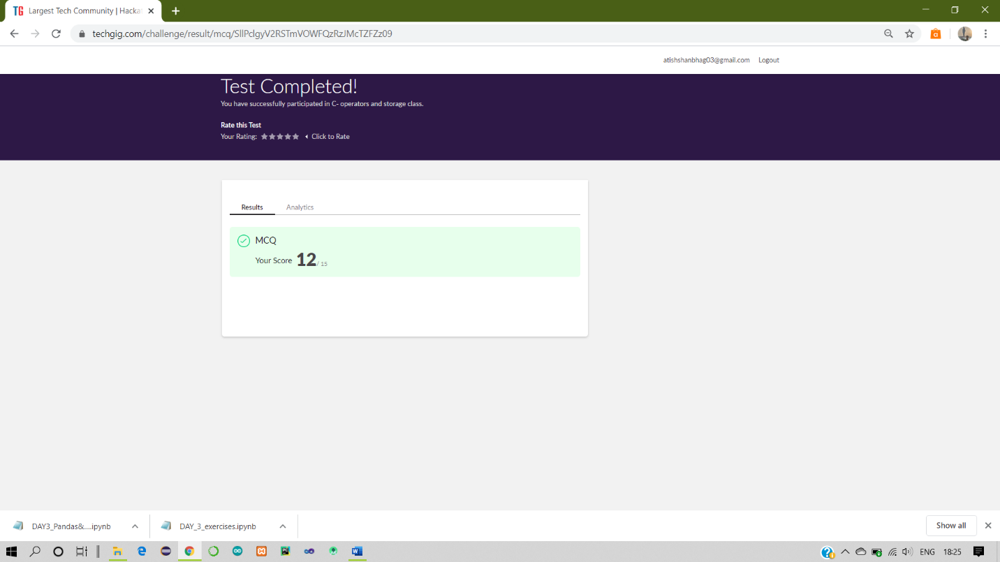 TG Largest Tech Community | Hacka
techgig.com/challenge/result/mcq/SllPclgyV2RSTmVOWFQzRzJMcTZFZz09
atishshanbhag03@gmail.com Logout
Test Completed!
You have successfully participated in C- operators and storage class.
Rate this Test
Your Rating: Click to Rate
Results Analytics
MCQ
Your Score 12 / 15
DAY3_Pandas&....ipynb DAY_3_exercises.ipynb Show all
ENG 18:25